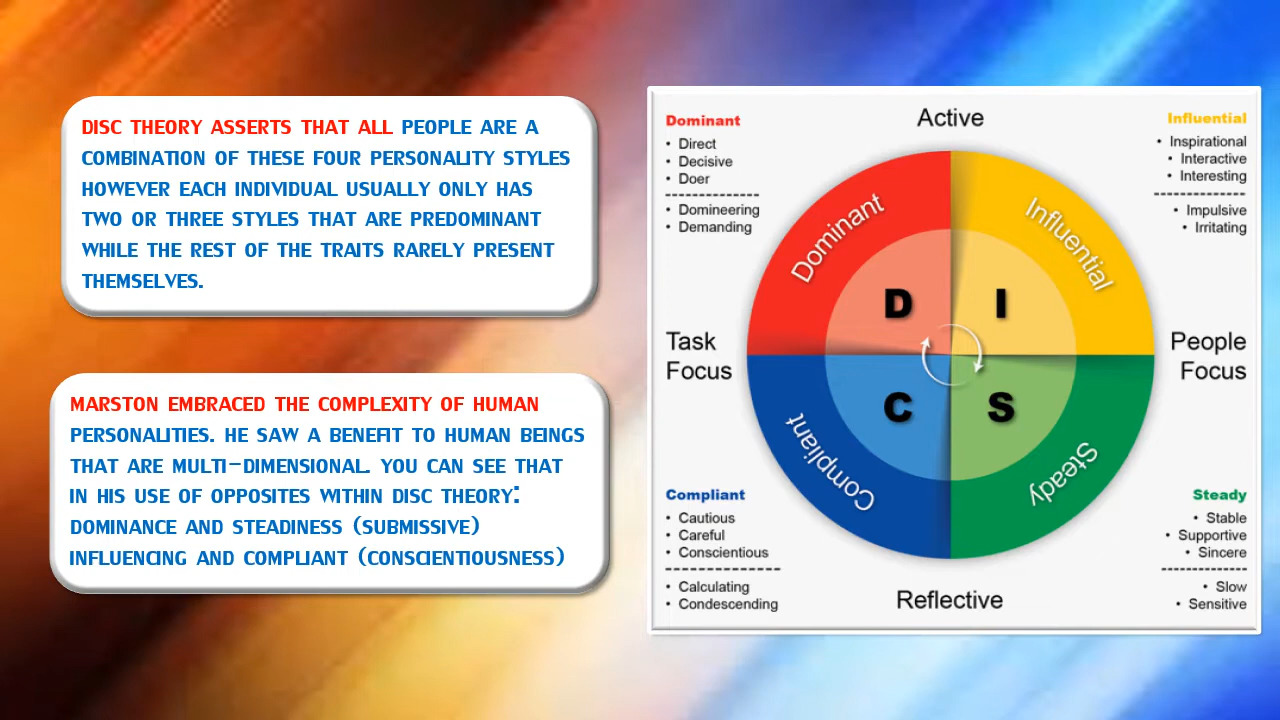 DISC THEORY ASSERTS THAT ALL PEOPLE ARE A
COMBINATION OF THESE FOUR PERSONALITY STYLES
HOWEVER EACH INDIVIDUAL USUALLY ONLY HAS
TWO OR THREE STYLES THAT ARE PREDOMINANT
WHILE THE REST OF THE TRAITS RARELY PRESENT
THEMSELVES.
MARSTON EMBRACED THE COMPLEXITY OF HUMAN
PERSONALITIES. HE SAW A BENEFIT TO HUMAN BEINGS
THAT ARE MULTI-DIMENSIONAL. YOU CAN SEE THAT
IN HIS USE OF OPPOSITES WITHIN DISC THEORY:
DOMINANCE AND STEADINESS (SUBMISSIVE)
INFLUENCING AND COMPLIANT (CONSCIENTIOUSNESS)
Active
Dominant
• Direct
• Decisive
• Doer
• Domineering
• Demanding
Influential
• Inspirational
• Interactive
• Interesting
• Impulsive
• Irritating
Dominant
Influential
D
I
Task
Focus
People
Focus
C
S
Compliant
Steady
Compliant
• Cautious
• Careful
• Conscientious
• Calculating
• Condescending
Steady
• Stable
• Supportive
• Sincere
• Slow
• Sensitive
Reflective